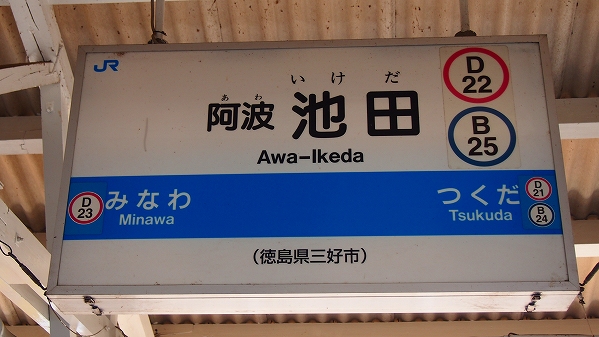 JR
いけだ
あわ
阿波 池田
Awa-Ikeda
D
22
B
25
D
23
みなわ
Minawa
つくだ
Tsukuda
D
21
B
24
(徳島県三好市)